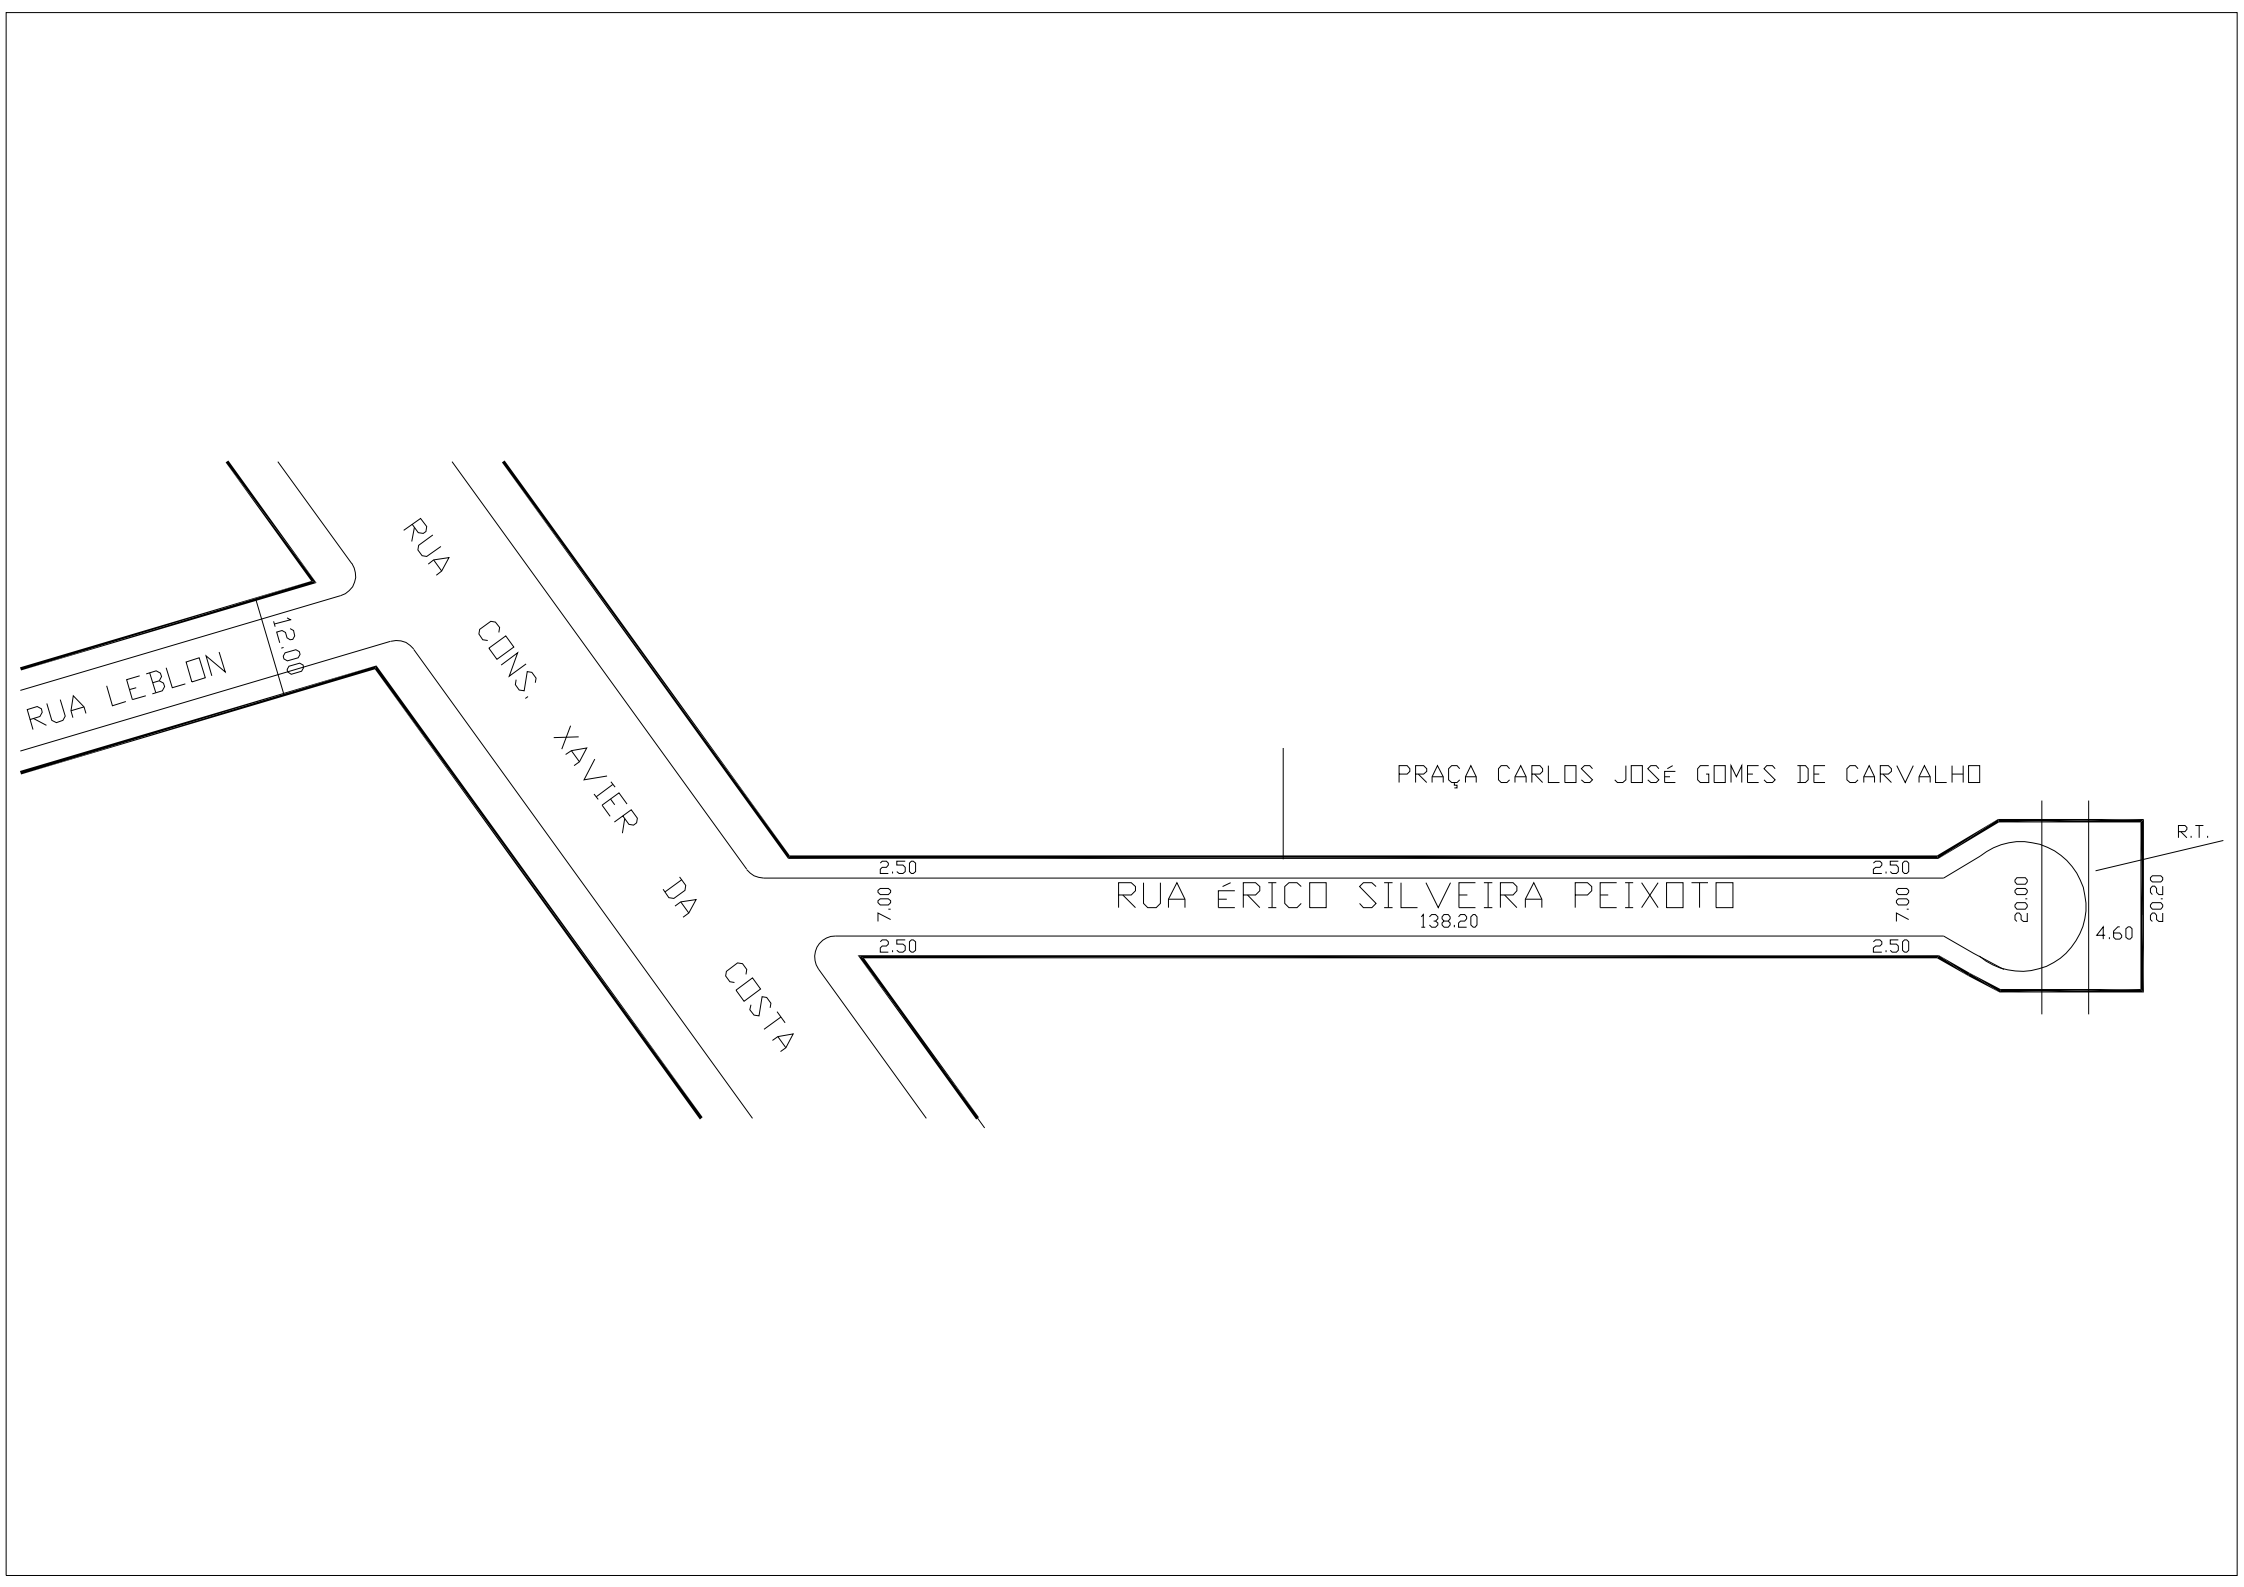 RUA CONS. XAVIER DA COSTA
12.00
RUA LEBLON
PRAÇA CARLOS JOSÉ GOMES DE CARVALHO
R.T.
2.50
2.50
7.00
RUA ÉRICO SILVEIRA PEIXOTO
7.00
20.00
20.20
138.20
4.60
2.50
2.50